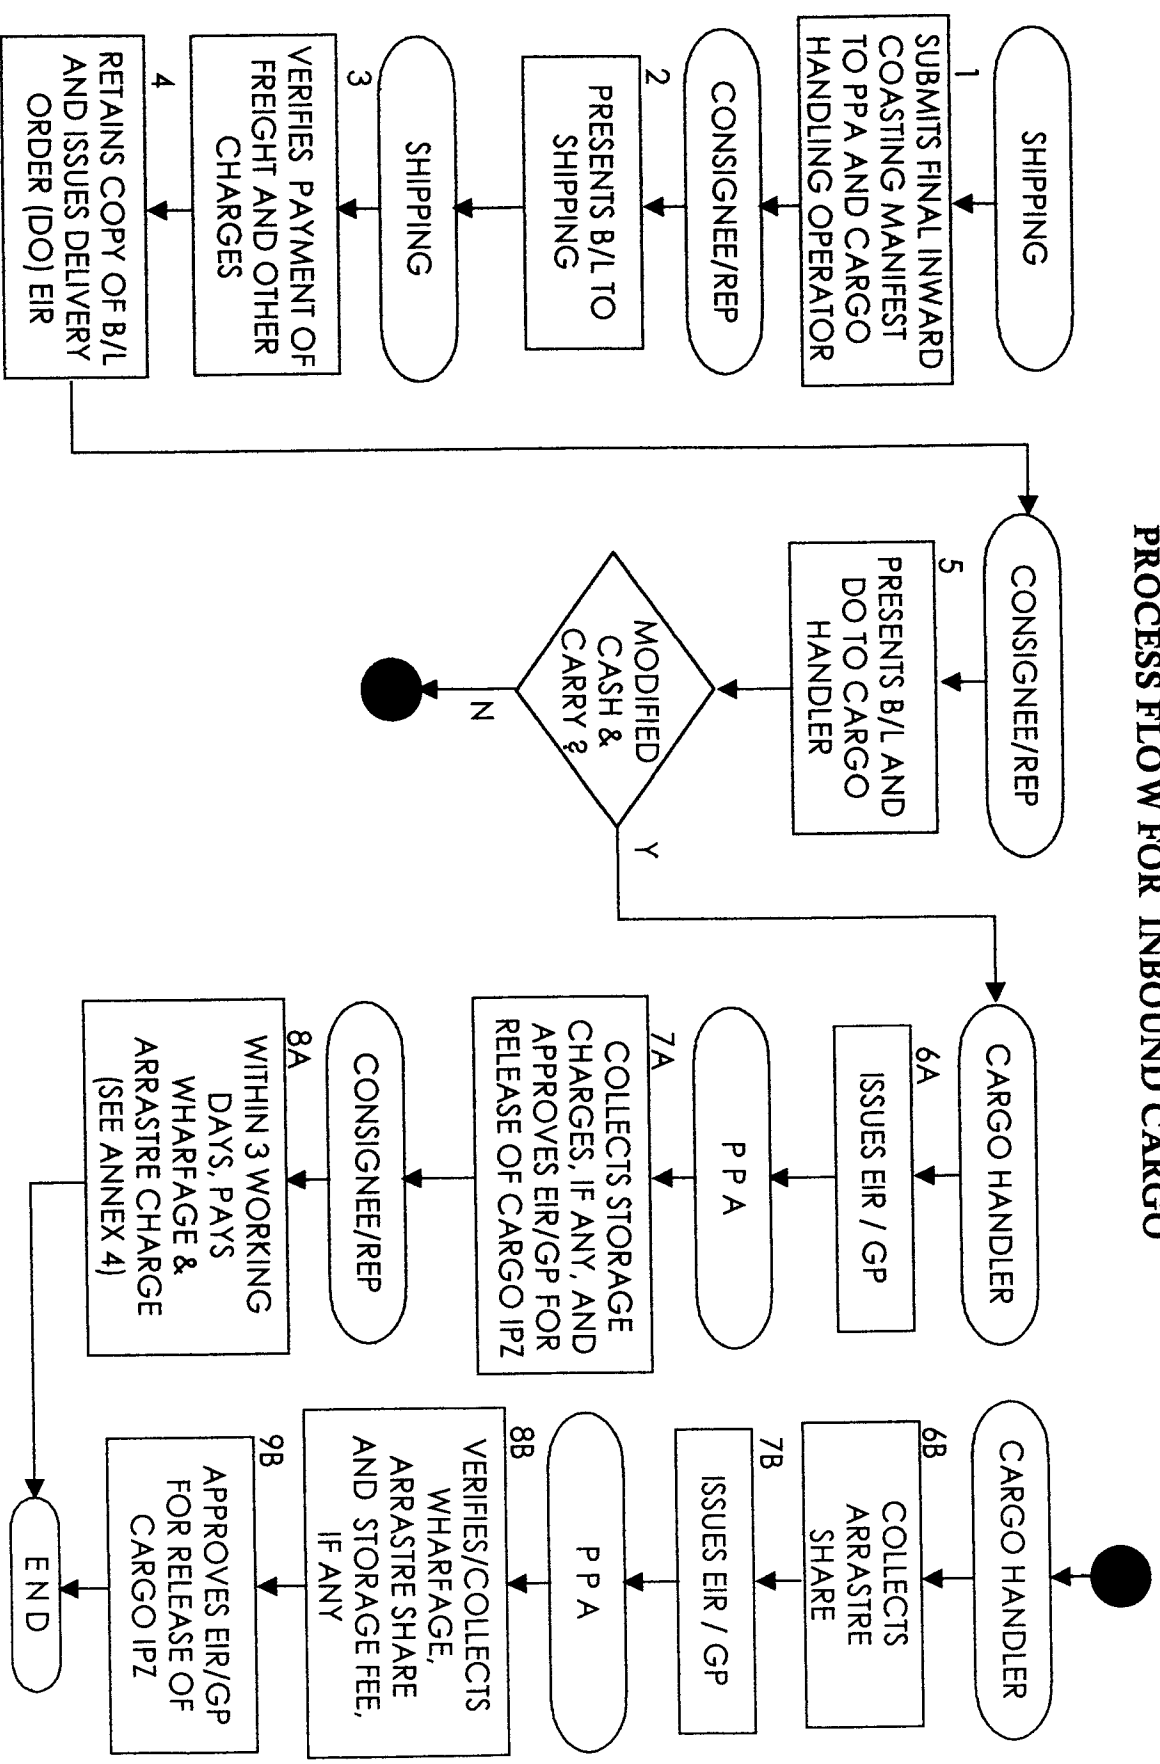 PROCESS FLOW FOR INBOUND CARGO
SHIPPING
1
SUBMITS FINAL INWARD
COASTING MANIFEST
TO PPA AND CARGO
HANDLING OPERATOR
CONSIGNEE/REP
2
PRESENTS B/L TO
SHIPPING
SHIPPING
3
VERIFIES PAYMENT OF
FREIGHT AND OTHER
CHARGES
4
RETAINS COPY OF B/L
AND ISSUES DELIVERY
ORDER (DO) EIR
CONSIGNEE/REP
5
PRESENTS B/L AND
DO TO CARGO
HANDLER
MODIFIED
CASH &
CARRY ?
N
Y
CARGO HANDLER
6A
ISSUES EIR / GP
P P A
7A
COLLECTS STORAGE
CHARGES, IF ANY, AND
APPROVES EIR/GP FOR
RELEASE OF CARGO IPZ
CONSIGNEE/REP
8A
WITHIN 3 WORKING
DAYS, PAYS
WHARFAGE &
ARRASTRE CHARGE
(SEE ANNEX 4)
CARGO HANDLER
6B
COLLECTS
ARRASTRE
SHARE
7B
ISSUES EIR / GP
P P A
8B
VERIFIES/COLLECTS
WHARFAGE,
ARRASTRE SHARE
AND STORAGE FEE,
IF ANY
9B
APPROVES EIR/GP
FOR RELEASE OF
CARGO IPZ
E N D